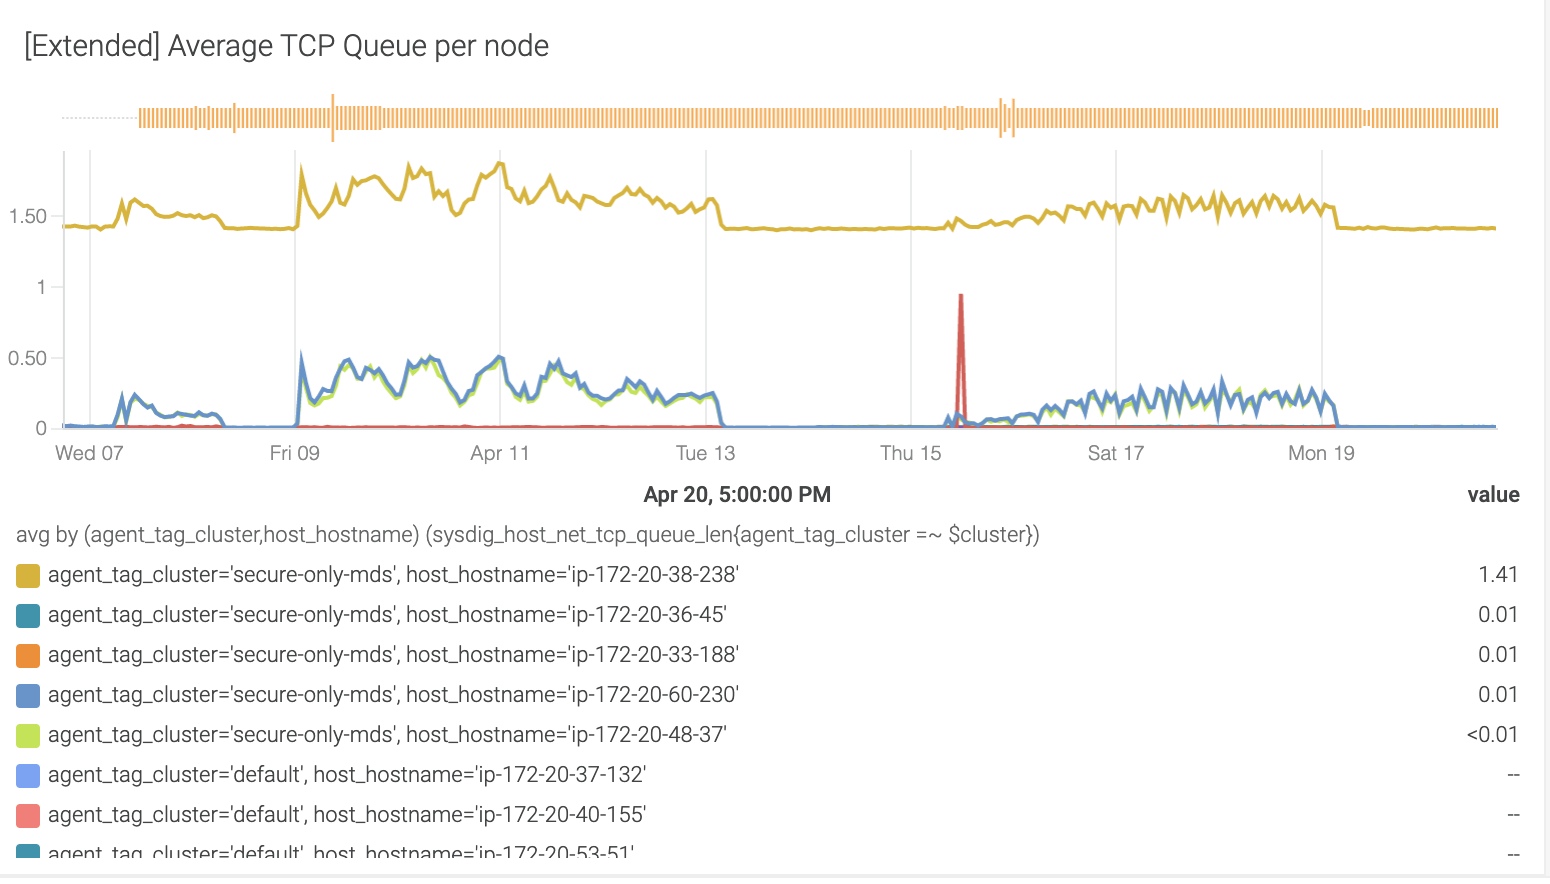 [Extended] Average TCP Queue per node
1.50
1
0.50
0
Wed 07 Fri 09 Apr 11 Tue 13 Thu 15 Sat 17 Mon 19
Apr 20, 5:00:00 PM value
avg by (agent_tag_cluster,host_hostname) (sysdig_host_net_tcp_queue_len{agent_tag_cluster =~ $cluster})
agent_tag_cluster='secure-only-mds', host_hostname='ip-172-20-38-238' 1.41
agent_tag_cluster='secure-only-mds', host_hostname='ip-172-20-36-45' 0.01
agent_tag_cluster='secure-only-mds', host_hostname='ip-172-20-33-188' 0.01
agent_tag_cluster='secure-only-mds', host_hostname='ip-172-20-60-230' 0.01
agent_tag_cluster='secure-only-mds', host_hostname='ip-172-20-48-37' <0.01
agent_tag_cluster='default', host_hostname='ip-172-20-37-132' --
agent_tag_cluster='default', host_hostname='ip-172-20-40-155' --
agent_tag_cluster='default', host_hostname='ip-172-20-53-51' --